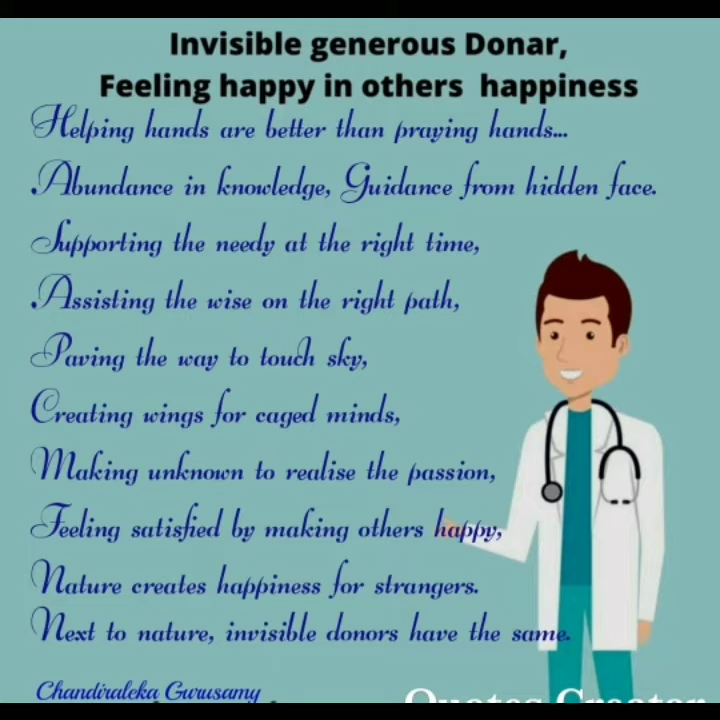 Invisible generous Donar,
Feeling happy in others happiness
Helping hands are better than praying hands...
Abundance in knowledge, Guidance from hidden face.
Supporting the needy at the right time,
Assisting the wise on the right path,
Paving the way to touch sky,
Creating wings for caged minds,
Making unknown to realise the passion,
Feeling satisfied by making others happy,
Nature creates happiness for strangers.
Next to nature, invisible donors have the same.
Chandiraleka Gurusamy
Quotes Creator